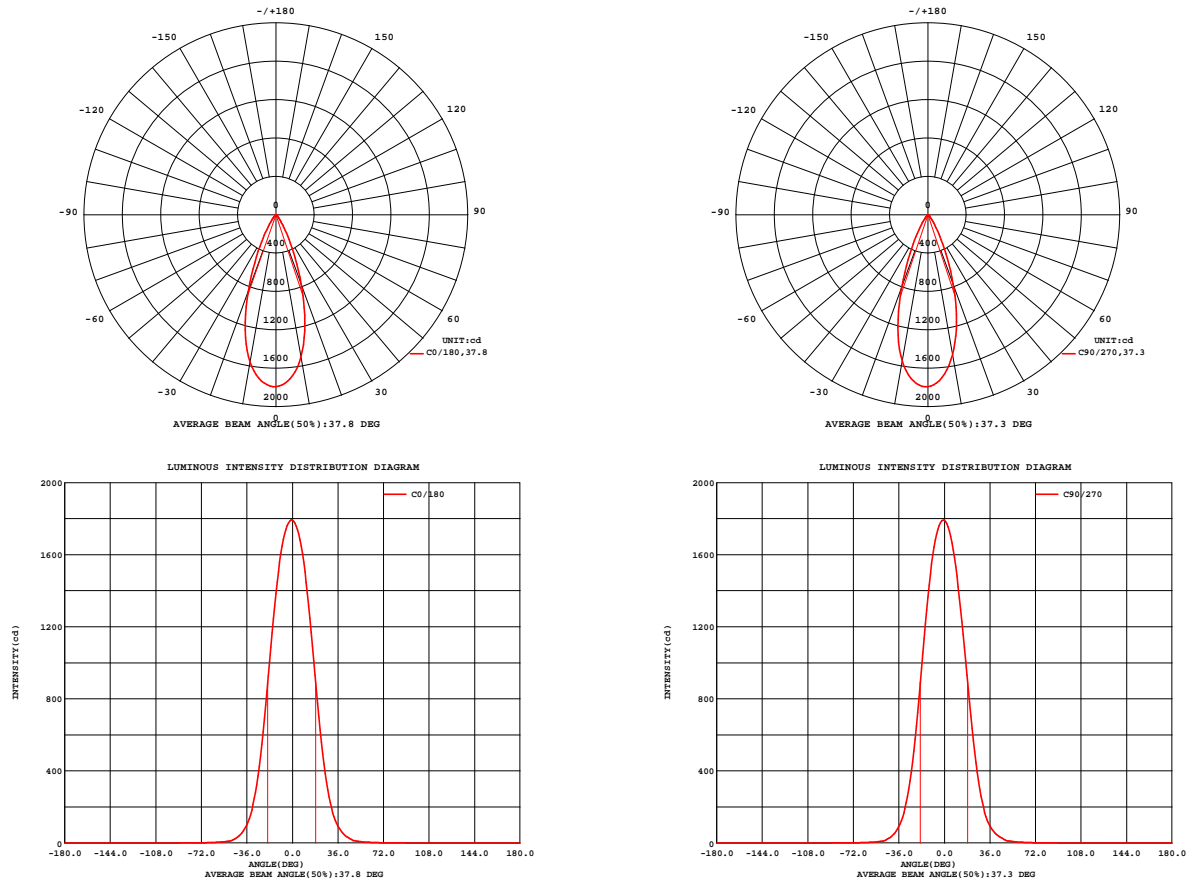 -/+180
-150
150
-120
120
-90
90
-60
60
-30
30
0
0
400
800
1200
1600
2000
UNIT:cd
C0/180,37.8
AVERAGE BEAM ANGLE(50%):37.8 DEG
-/+180
-150
150
-120
120
-90
90
-60
60
-30
30
0
0
400
800
1200
1600
2000
UNIT:cd
C90/270,37.3
AVERAGE BEAM ANGLE(50%):37.3 DEG
LUMINOUS INTENSITY DISTRIBUTION DIAGRAM
C0/180
INTENSITY(cd)
2000
1600
1200
800
400
0
-180.0 -144.0 -108.0 -72.0 -36.0 0.0 36.0 72.0 108.0 144.0 180.0
ANGLE(DEG)
AVERAGE BEAM ANGLE(50%):37.8 DEG
LUMINOUS INTENSITY DISTRIBUTION DIAGRAM
C90/270
INTENSITY(cd)
2000
1600
1200
800
400
0
-180.0 -144.0 -108.0 -72.0 -36.0 0.0 36.0 72.0 108.0 144.0 180.0
ANGLE(DEG)
AVERAGE BEAM ANGLE(50%):37.3 DEG